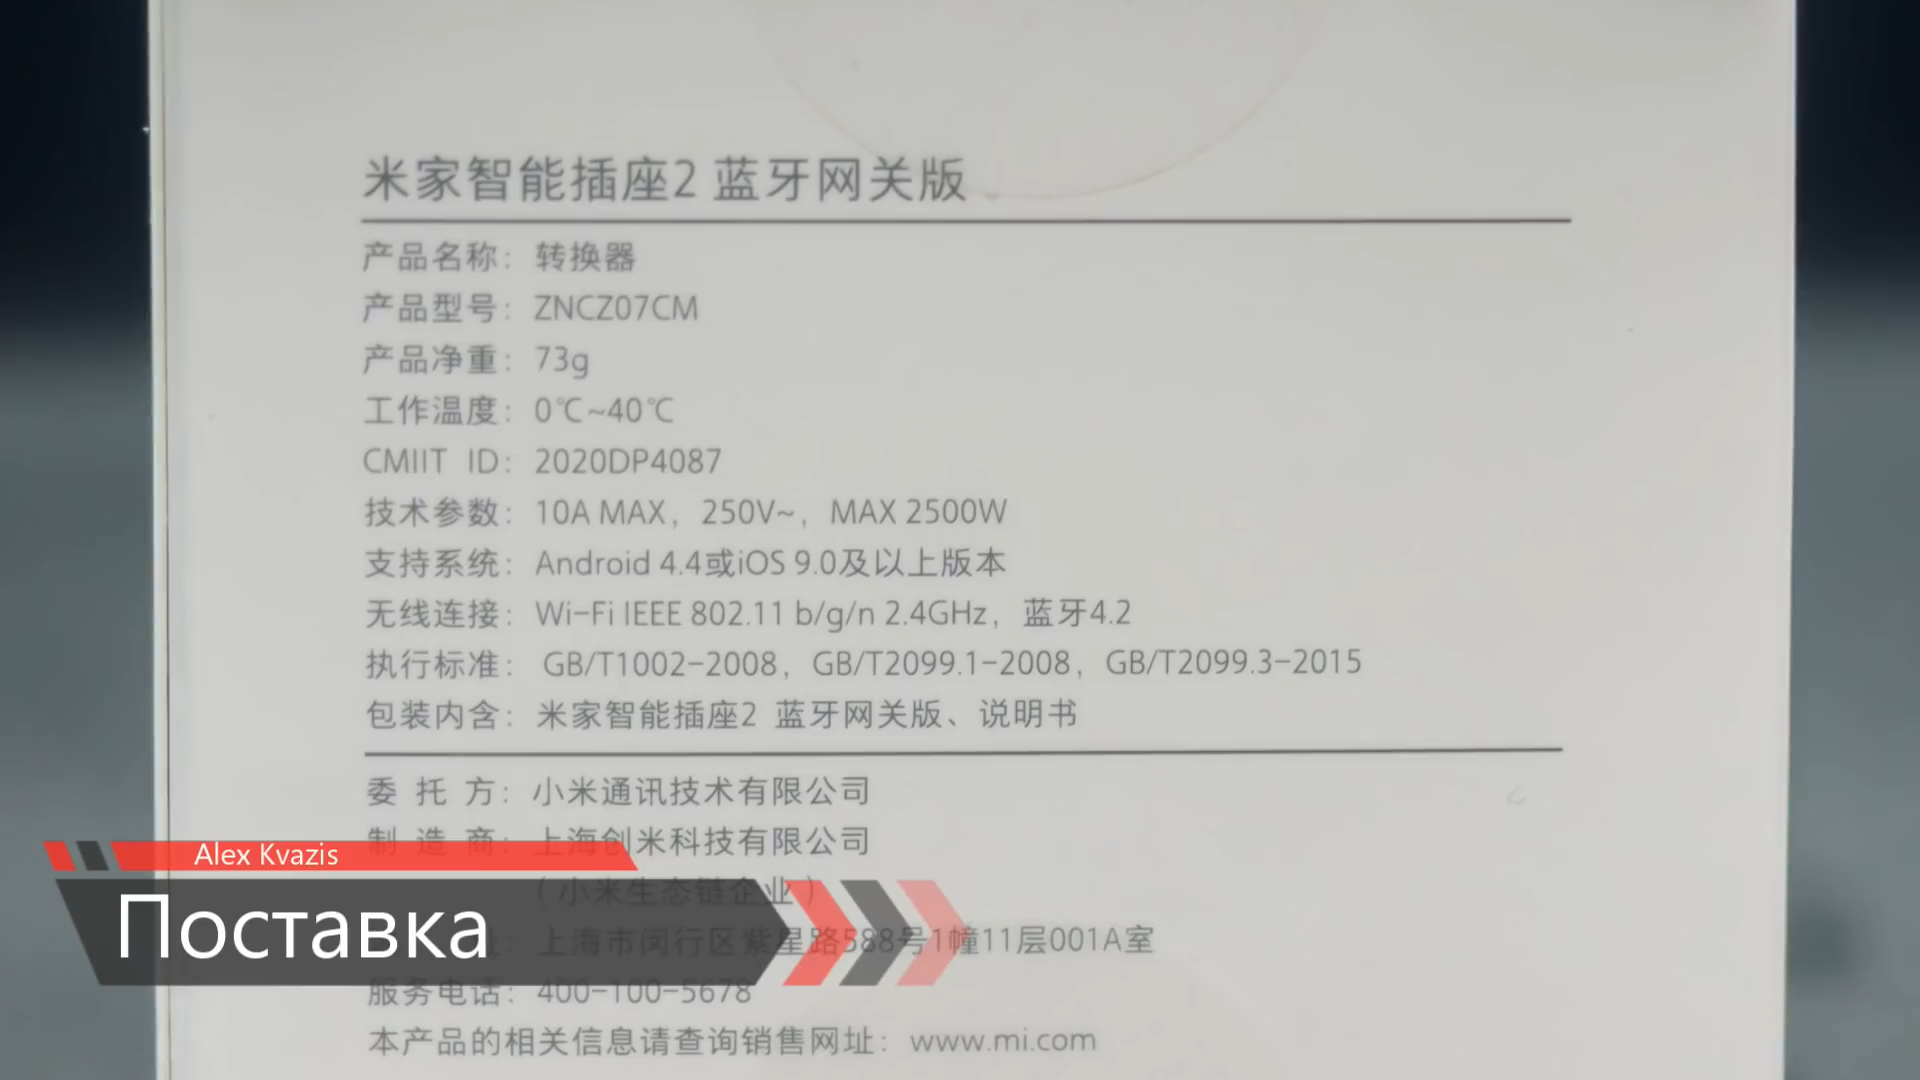 米家智能插座2 蓝牙网关版
产品名称：转换器
产品型号：ZNCZ07CM
产品净重：73g
工作温度：0℃~40℃
CMIIT ID：2020DP4087
技术参数：10A MAX，250V~，MAX 2500W
支持系统：Android 4.4或iOS 9.0及以上版本
无线连接：Wi-Fi IEEE 802.11 b/g/n 2.4GHz，蓝牙4.2
执行标准：GB/T1002-2008，GB/T2099.1-2008，GB/T2099.3-2015
包装内含：米家智能插座2 蓝牙网关版、说明书
委托方：小米通讯技术有限公司
制造商：上海创米科技有限公司
（小米生态链企业）
址：上海市闵行区紫星路588号1幢11层001A室
服务电话：400-100-5678
本产品的相关信息请查询销售网址：www.mi.com
Alex Kvazis
Поставка